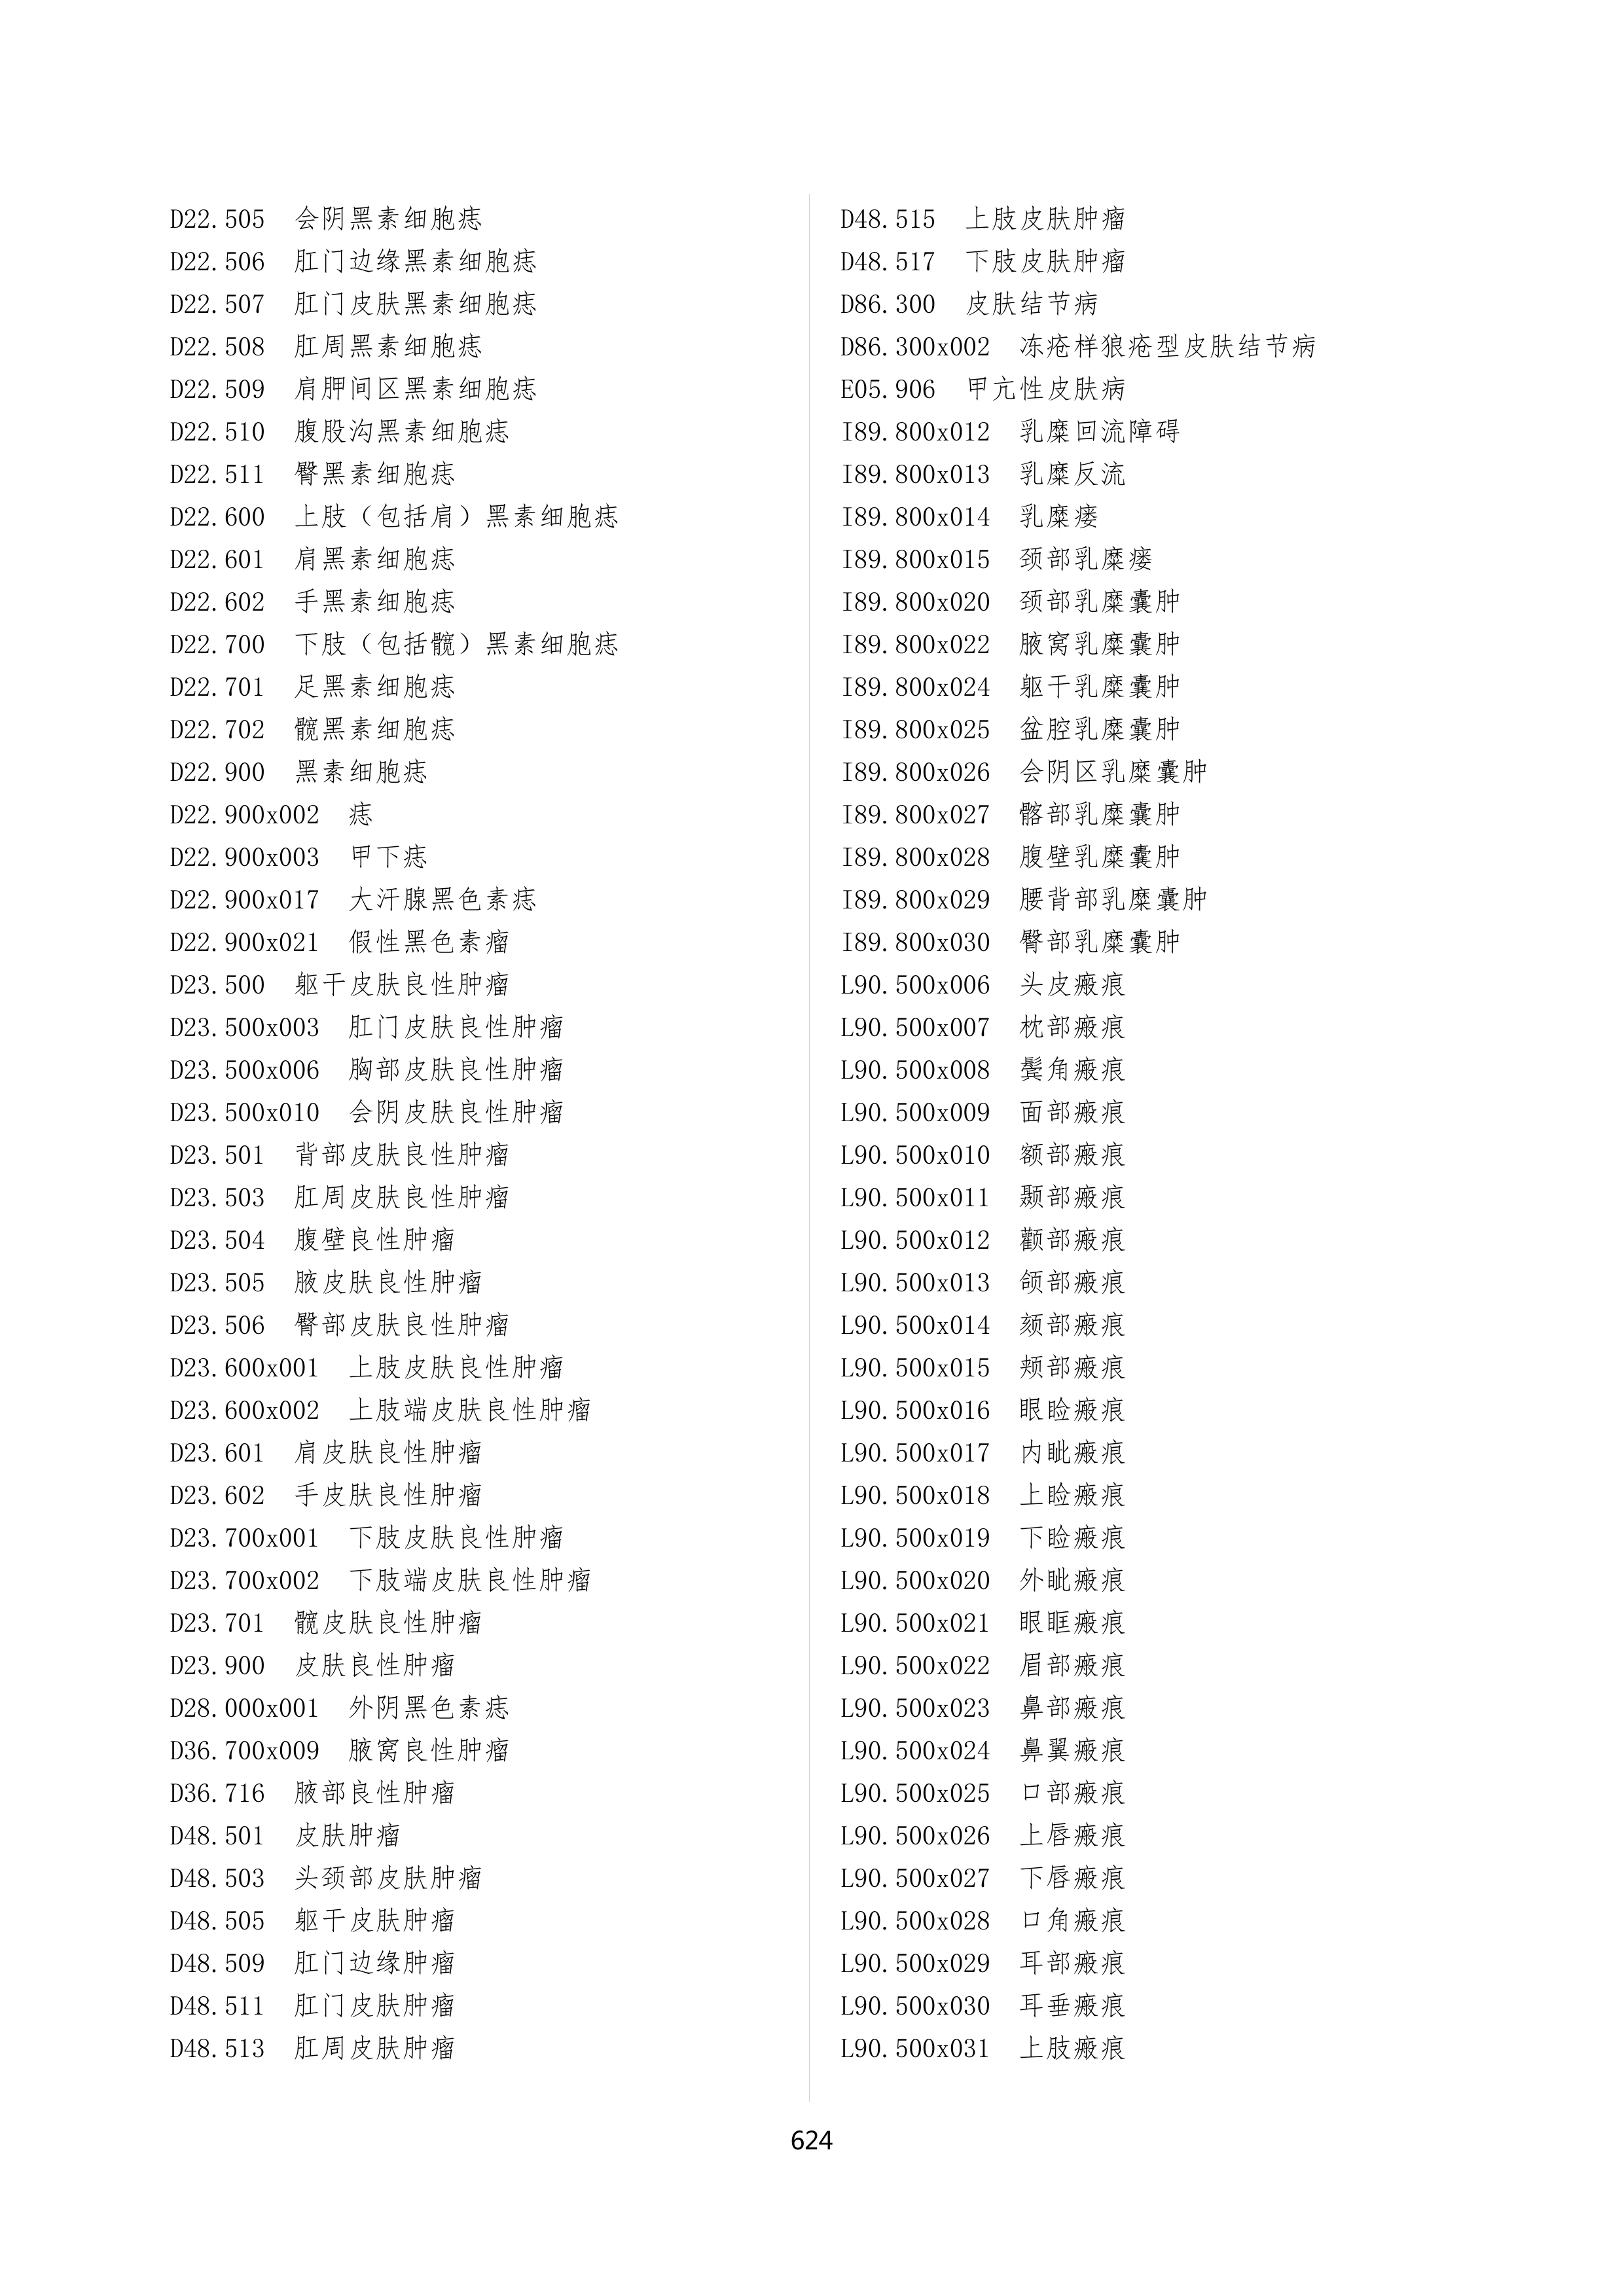 D22.505 会阴黑素细胞痣
D22.506 肛门边缘黑素细胞痣
D22.507 肛门皮肤黑素细胞痣
D22.508 肛周黑素细胞痣
D22.509 肩胛间区黑素细胞痣
D22.510 腹股沟黑素细胞痣
D22.511 臀黑素细胞痣
D22.600 上肢（包括肩）黑素细胞痣
D22.601 肩黑素细胞痣
D22.602 手黑素细胞痣
D22.700 下肢（包括髋）黑素细胞痣
D22.701 足黑素细胞痣
D22.702 髋黑素细胞痣
D22.900 黑素细胞痣
D22.900x002 痣
D22.900x003 甲下痣
D22.900x017 大汗腺黑色素痣
D22.900x021 假性黑色素瘤
D23.500 躯干皮肤良性肿瘤
D23.500x003 肛门皮肤良性肿瘤
D23.500x006 胸部皮肤良性肿瘤
D23.500x010 会阴皮肤良性肿瘤
D23.501 背部皮肤良性肿瘤
D23.503 肛周皮肤良性肿瘤
D23.504 腹壁良性肿瘤
D23.505 腋皮肤良性肿瘤
D23.506 臀部皮肤良性肿瘤
D23.600x001 上肢皮肤良性肿瘤
D23.600x002 上肢端皮肤良性肿瘤
D23.601 肩皮肤良性肿瘤
D23.602 手皮肤良性肿瘤
D23.700x001 下肢皮肤良性肿瘤
D23.700x002 下肢端皮肤良性肿瘤
D23.701 髋皮肤良性肿瘤
D23.900 皮肤良性肿瘤
D28.000x001 外阴黑色素痣
D36.700x009 腋窝良性肿瘤
D36.716 腋部良性肿瘤
D48.501 皮肤肿瘤
D48.503 头颈部皮肤肿瘤
D48.505 躯干皮肤肿瘤
D48.509 肛门边缘肿瘤
D48.511 肛门皮肤肿瘤
D48.513 肛周皮肤肿瘤
D48.515 上肢皮肤肿瘤
D48.517 下肢皮肤肿瘤
D86.300 皮肤结节病
D86.300x002 冻疮样狼疮型皮肤结节病
E05.906 甲亢性皮肤病
I89.800x012 乳糜回流障碍
I89.800x013 乳糜反流
I89.800x014 乳糜瘘
I89.800x015 颈部乳糜瘘
I89.800x020 颈部乳糜囊肿
I89.800x022 腋窝乳糜囊肿
I89.800x024 躯干乳糜囊肿
I89.800x025 盆腔乳糜囊肿
I89.800x026 会阴区乳糜囊肿
I89.800x027 髂部乳糜囊肿
I89.800x028 腹壁乳糜囊肿
I89.800x029 腰背部乳糜囊肿
I89.800x030 臀部乳糜囊肿
L90.500x006 头皮瘢痕
L90.500x007 枕部瘢痕
L90.500x008 鬓角瘢痕
L90.500x009 面部瘢痕
L90.500x010 额部瘢痕
L90.500x011 颞部瘢痕
L90.500x012 颧部瘢痕
L90.500x013 颌部瘢痕
L90.500x014 颏部瘢痕
L90.500x015 颊部瘢痕
L90.500x016 眼睑瘢痕
L90.500x017 内眦瘢痕
L90.500x018 上睑瘢痕
L90.500x019 下睑瘢痕
L90.500x020 外眦瘢痕
L90.500x021 眼眶瘢痕
L90.500x022 眉部瘢痕
L90.500x023 鼻部瘢痕
L90.500x024 鼻翼瘢痕
L90.500x025 口部瘢痕
L90.500x026 上唇瘢痕
L90.500x027 下唇瘢痕
L90.500x028 口角瘢痕
L90.500x029 耳部瘢痕
L90.500x030 耳垂瘢痕
L90.500x031 上肢瘢痕
624